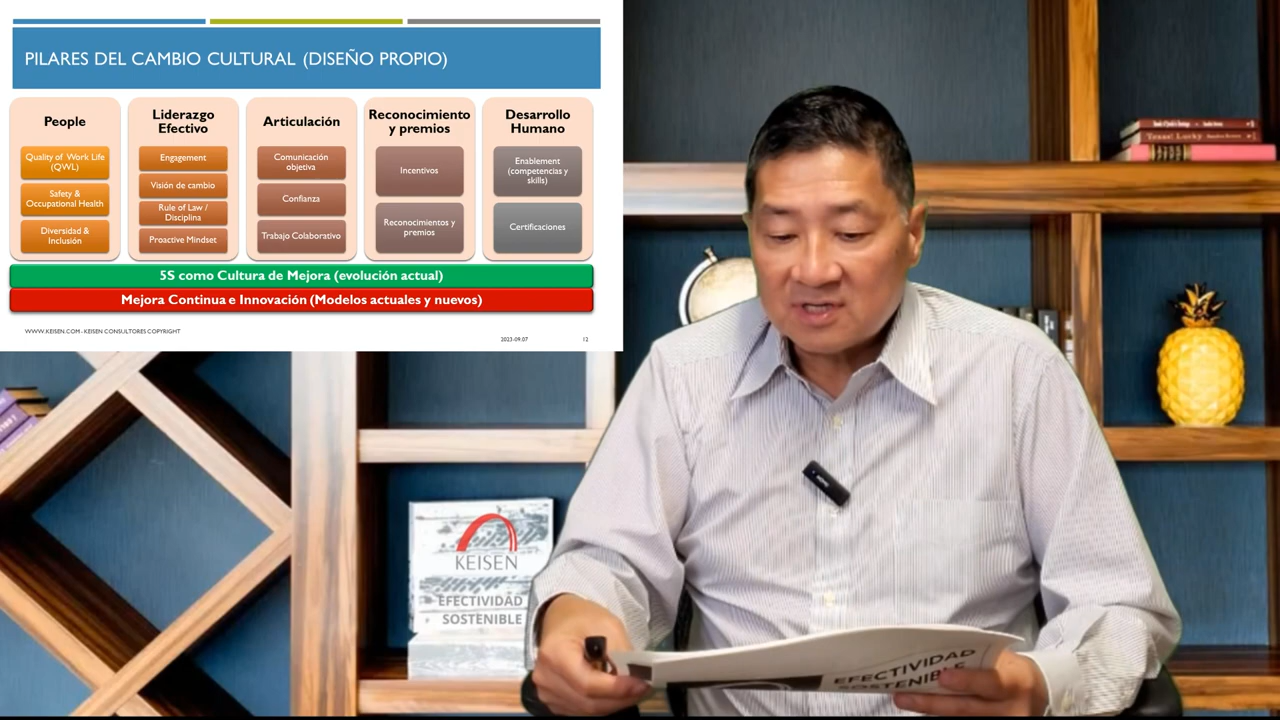 PILARES DEL CAMBIO CULTURAL (DISEÑO PROPIO)
People
Quality of Work Life
(QWL)
Safety &
Occupational Health
Diversidad &
Inclusión
Liderazgo
Efectivo
Engagement
Visión de cambio
Rule of Law /
Disciplina
Proactive Mindset
Articulación
Comunicación
objetiva
Confianza
Trabajo Colaborativo
Reconocimiento
y premios
Incentivos
Reconocimientos y
premios
Desarrollo
Humano
Enablement
(competencias y
skills)
Certificaciones
5S como Cultura de Mejora (evolución actual)
Mejora Continua e Innovación (Modelos actuales y nuevos)
WWW.KEISEN.COM - KEISEN CONSULTORES COPYRIGHT
2023-09.07
12
KEISEN
EFECTIVIDAD
SOSTENIBLE
EFECTIVIDAD
SOSTENIBLE